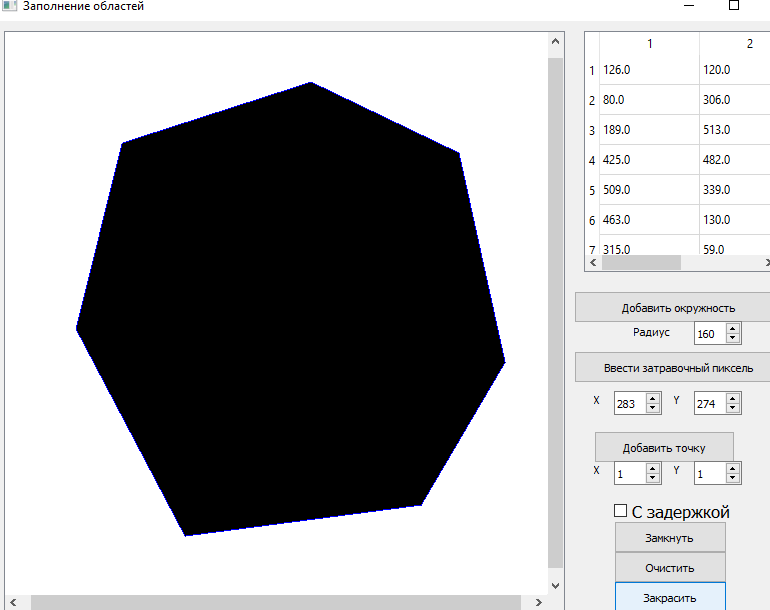 Заполнение областей
1 2
1 126.0 120.0
2 80.0 306.0
3 189.0 513.0
4 425.0 482.0
5 509.0 339.0
6 463.0 130.0
7 315.0 59.0
Добавить окружность
Радиус 160
Ввести затравочный пиксель
X 283 Y 274
Добавить точку
X 1 Y 1
С задержкой
Замкнуть
Очистить
Закрасить